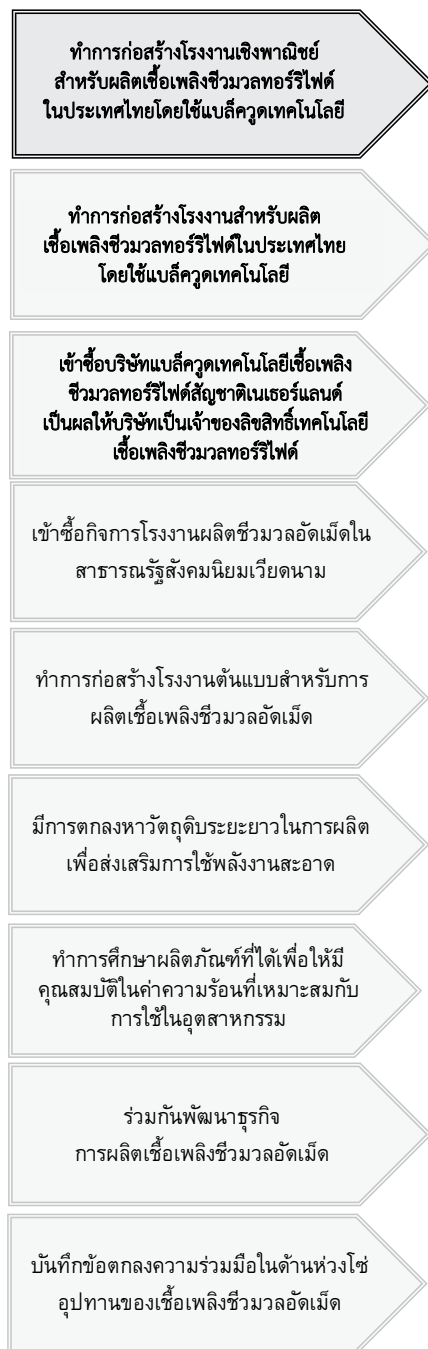 ทำการก่อสร้างโรงงานเชิงพาณิชย์
สำหรับผลิตเชื้อเพลิงชีวมวลทอร์ริไฟด์
ในประเทศไทยโดยใช้แบล็ควูดเทคโนโลยี
ทำการก่อสร้างโรงงานสำหรับผลิต
เชื้อเพลิงชีวมวลทอร์ริไฟด์ในประเทศไทย
โดยใช้แบล็ควูดเทคโนโลยี
เข้าซื้อบริษัทแบล็ควูดเทคโนโลยีเชื้อเพลิง
ชีวมวลทอร์ริไฟด์สัญชาติเนเธอร์แลนด์
เป็นผลให้บริษัทเป็นเจ้าของลิขสิทธิ์เทคโนโลยี
เชื้อเพลิงชีวมวลทอร์ริไฟด์
เข้าซื้อกิจการโรงงานผลิตชีวมวลอัดเม็ดใน
สาธารณรัฐสังคมนิยมเวียดนาม
ทำการก่อสร้างโรงงานต้นแบบสำหรับการ
ผลิตเชื้อเพลิงชีวมวลอัดเม็ด
มีการตกลงหาวัตถุดิบระยะยาวในการผลิต
เพื่อส่งเสริมการใช้พลังงานสะอาด
ทำการศึกษาผลิตภัณฑ์ที่ได้เพื่อให้มี
คุณสมบัติในค่าความร้อนที่เหมาะสมกับ
การใช้ในอุตสาหกรรม
ร่วมกันพัฒนาธุรกิจ
การผลิตเชื้อเพลิงชีวมวลอัดเม็ด
บันทึกข้อตกลงความร่วมมือในด้านห่วงโซ่
อุปทานของเชื้อเพลิงชีวมวลอัดเม็ด